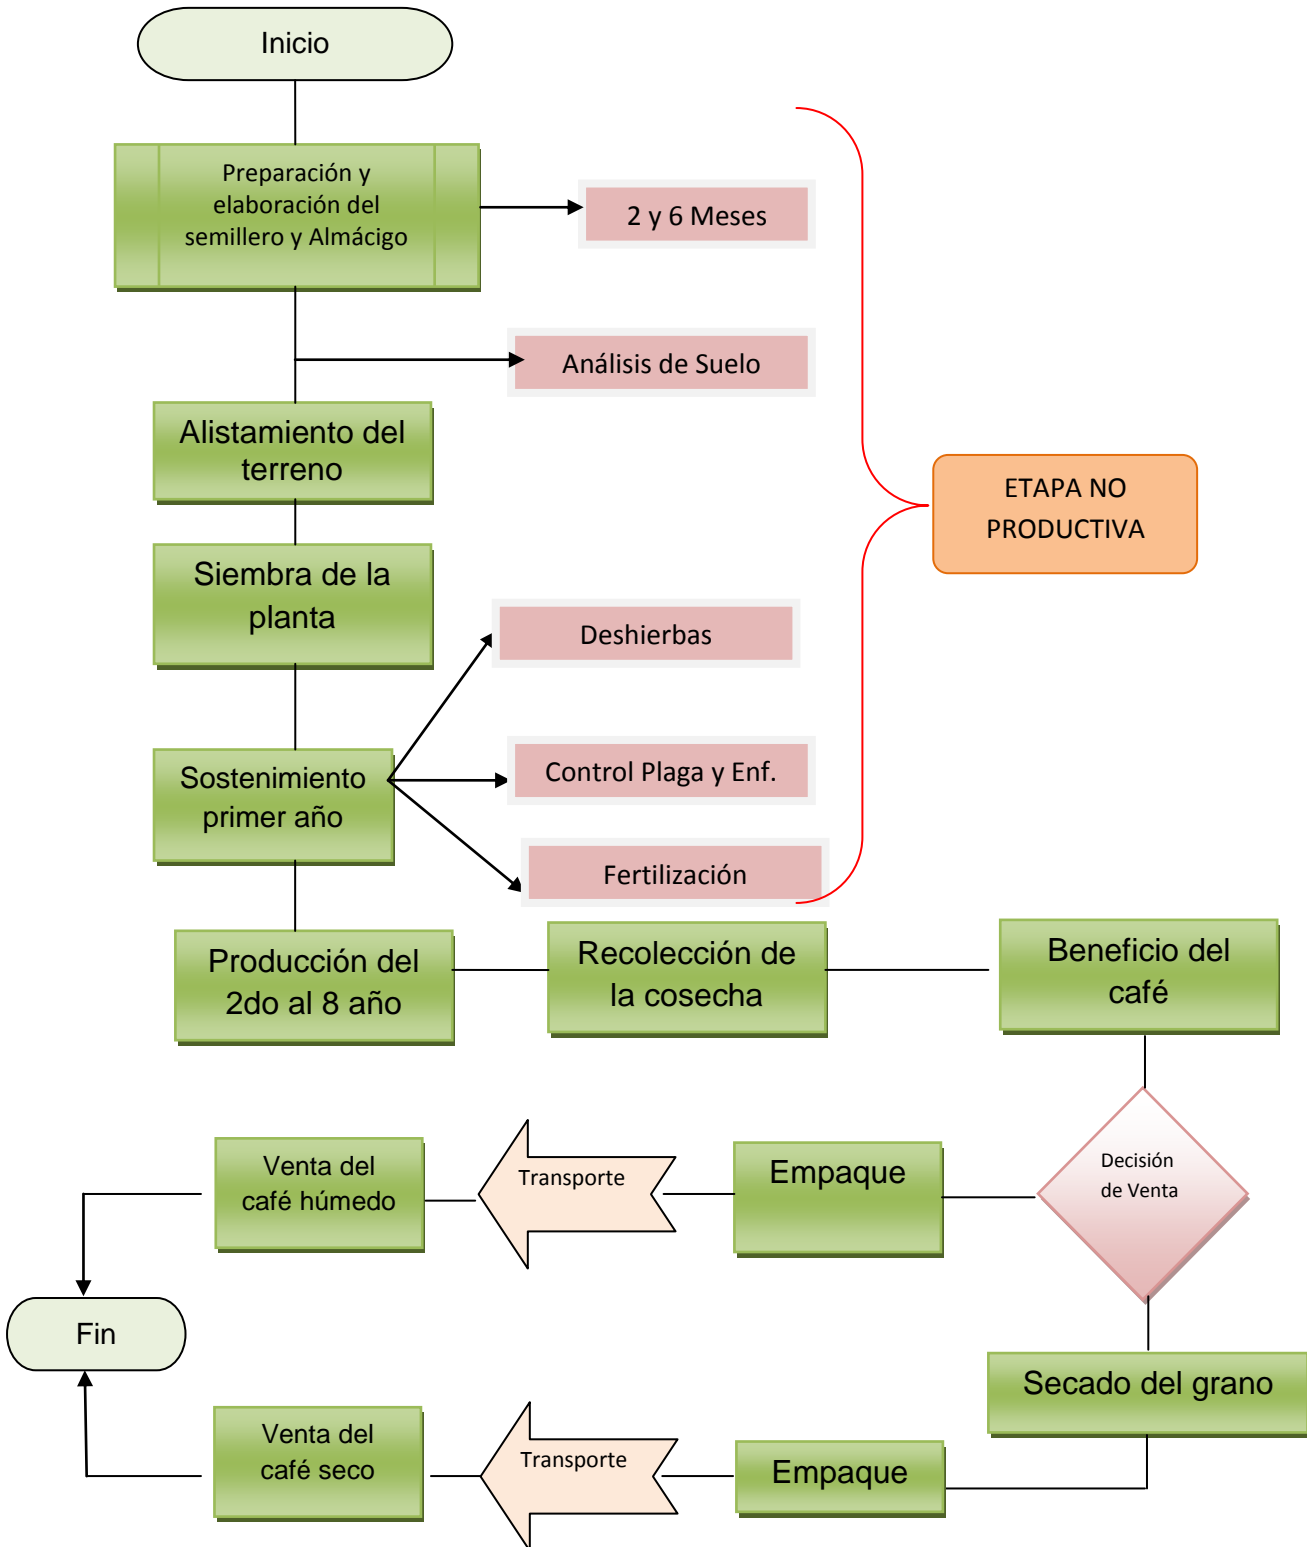 Inicio
Preparación y
elaboración del
semillero y Almácigo
2 y 6 Meses
Análisis de Suelo
Alistamiento del
terreno
ETAPA NO
PRODUCTIVA
Siembra de la
planta
Deshierbas
Sostenimiento
primer año
Control Plaga y Enf.
Fertilización
Producción del
2do al 8 año
Recolección de
la cosecha
Beneficio del
café
Decisión
de Venta
Empaque
Transporte
Venta del
café húmedo
Fin
Secado del grano
Empaque
Transporte
Venta del
café seco